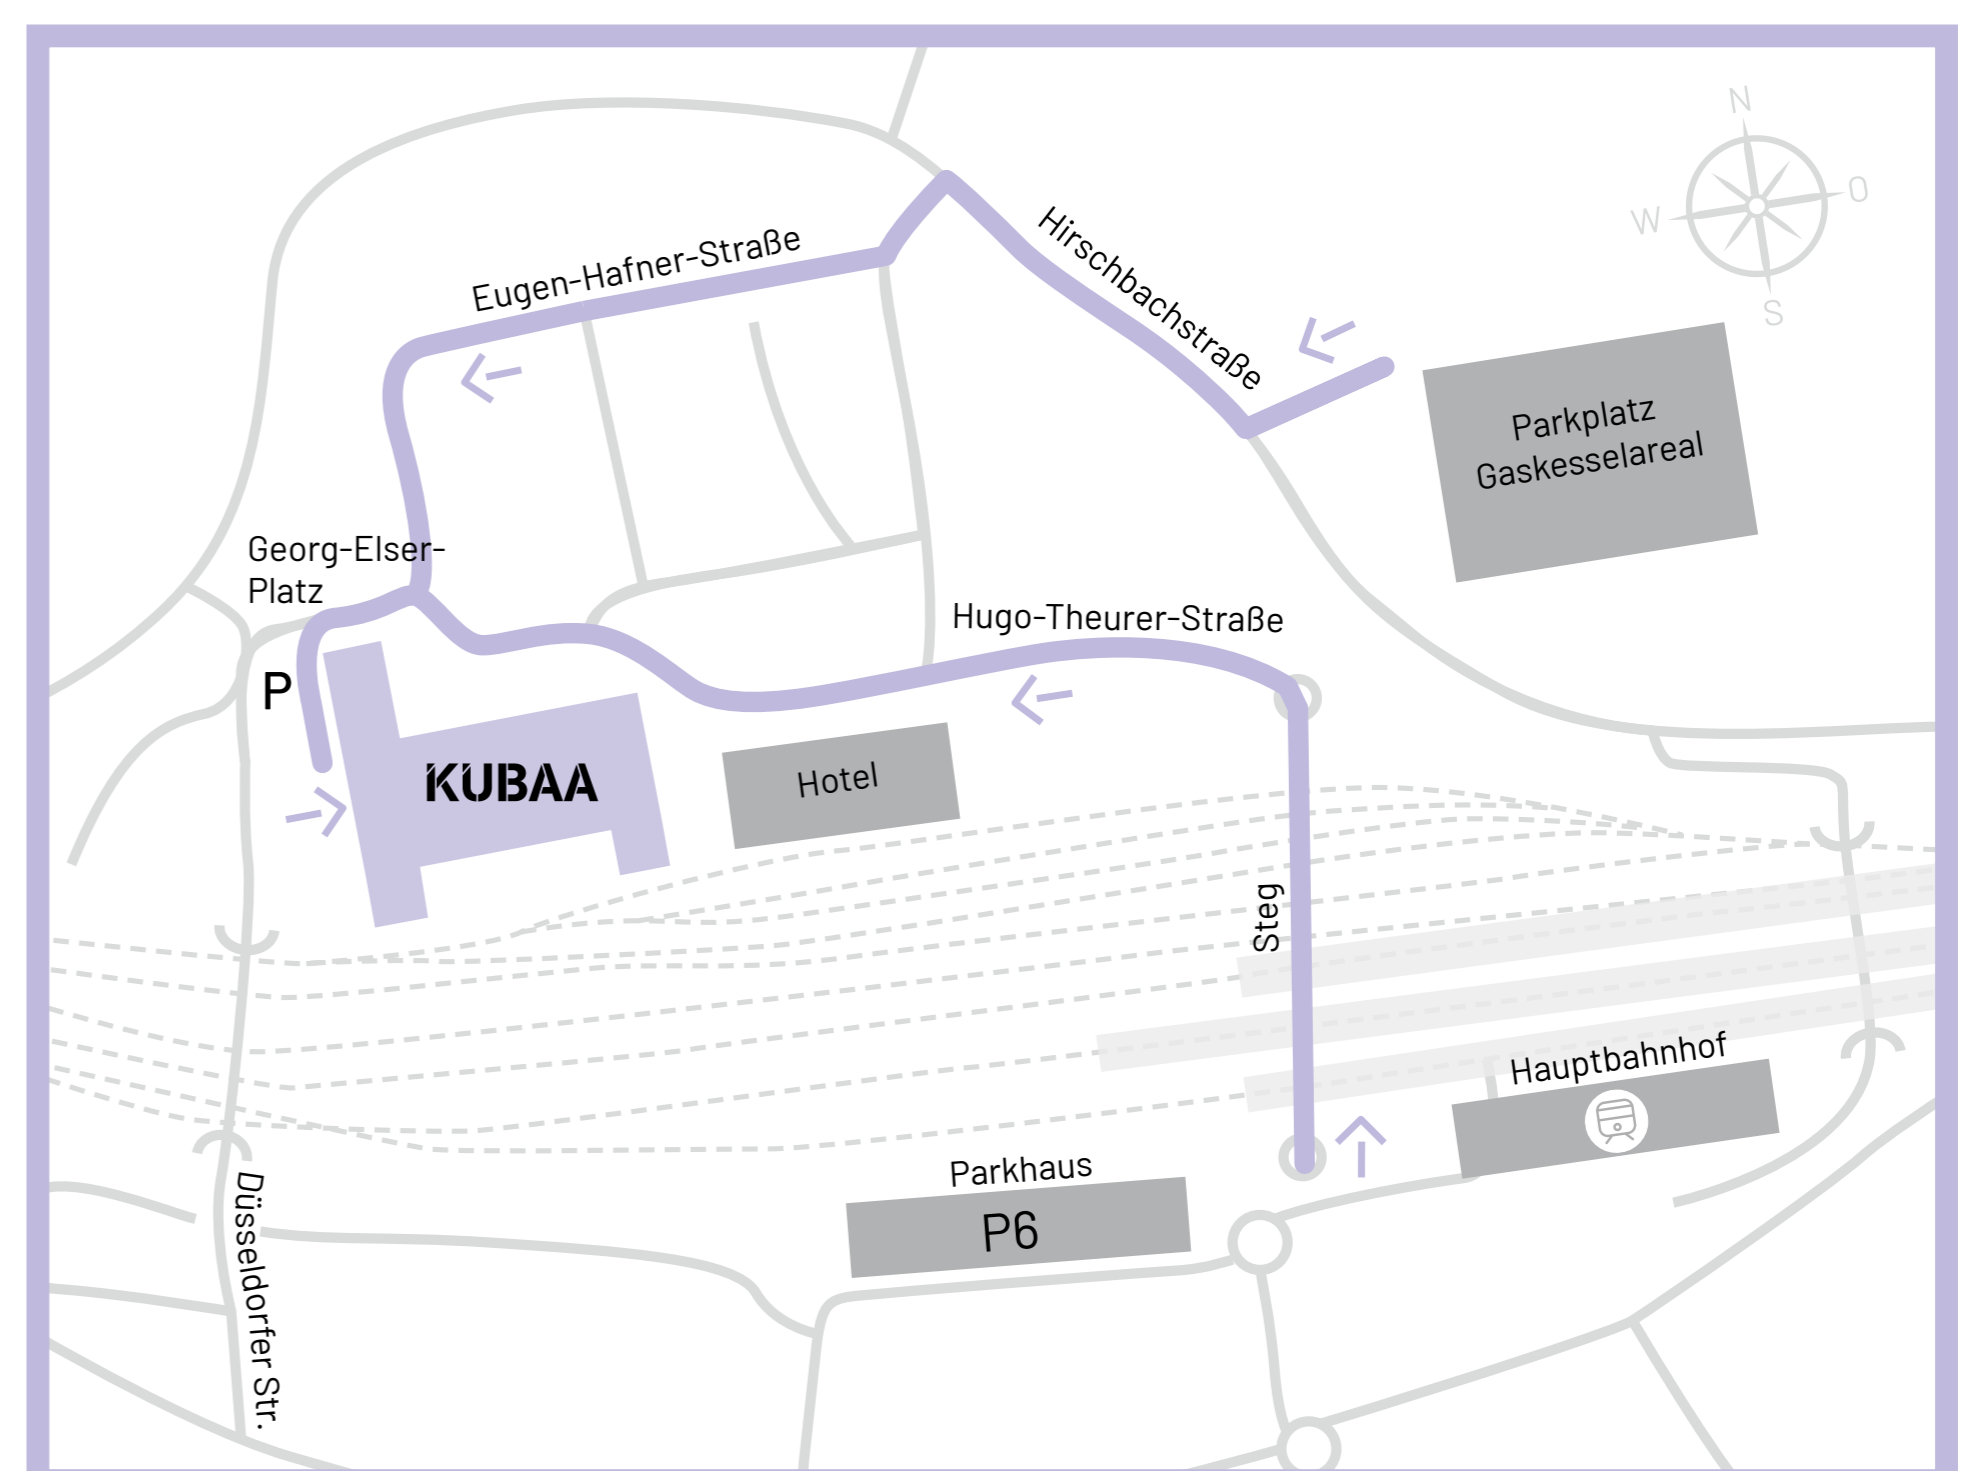 N
W
O
S
Hirschbachstraße
Eugen-Hafner-Straße
Parkplatz
Gaskesselareal
Georg-Elser-
Platz
Hugo-Theurer-Straße
P
KUBAA
Hotel
Steg
Hauptbahnhof
Parkhaus
P6
Düsseldorfer Str.